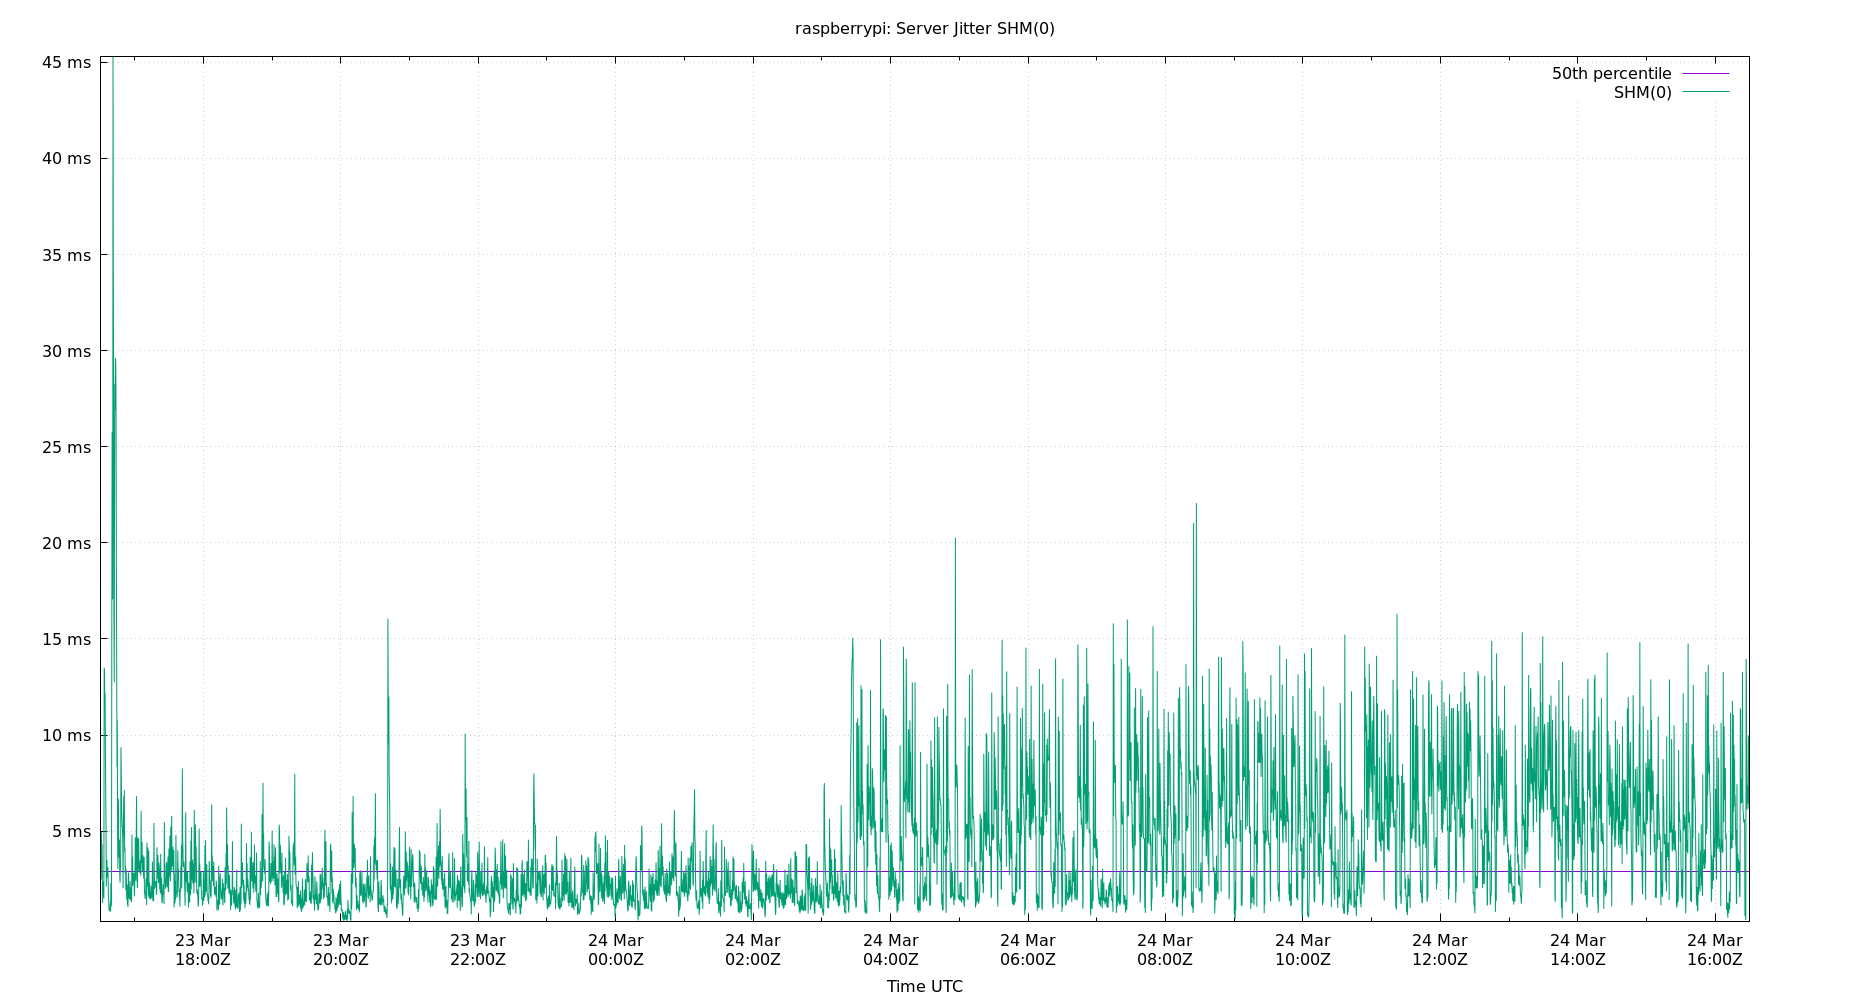 raspberrypi: Server Jitter SHM(0)
45 ms
40 ms
35 ms
30 ms
25 ms
20 ms
15 ms
10 ms
5 ms
50th percentile
SHM(0)
23 Mar 18:00Z
23 Mar 20:00Z
23 Mar 22:00Z
24 Mar 00:00Z
24 Mar 02:00Z
24 Mar 04:00Z
24 Mar 06:00Z
24 Mar 08:00Z
24 Mar 10:00Z
24 Mar 12:00Z
24 Mar 14:00Z
24 Mar 16:00Z
Time UTC